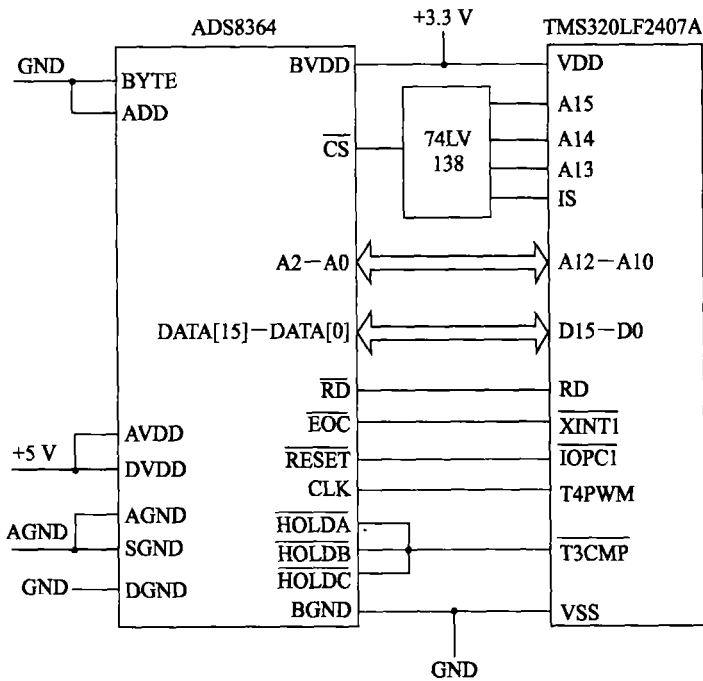 ADS8364
+3.3 V
TMS320LF2407A
GND
BYTE
ADD
BVDD
VDD
A15
A14
A13
IS
CS
74LV
138
A2—A0
A12—A10
DATA[15]—DATA[0]
D15—D0
RD
RD
EOC
XINT1
RESET
IOPC1
CLK
T4PWM
+5 V
AVDD
DVDD
AGND
AGND
SGND
GND
DGND
HOLDA
HOLDB
HOLDC
T3CMP
BGND
VSS
GND